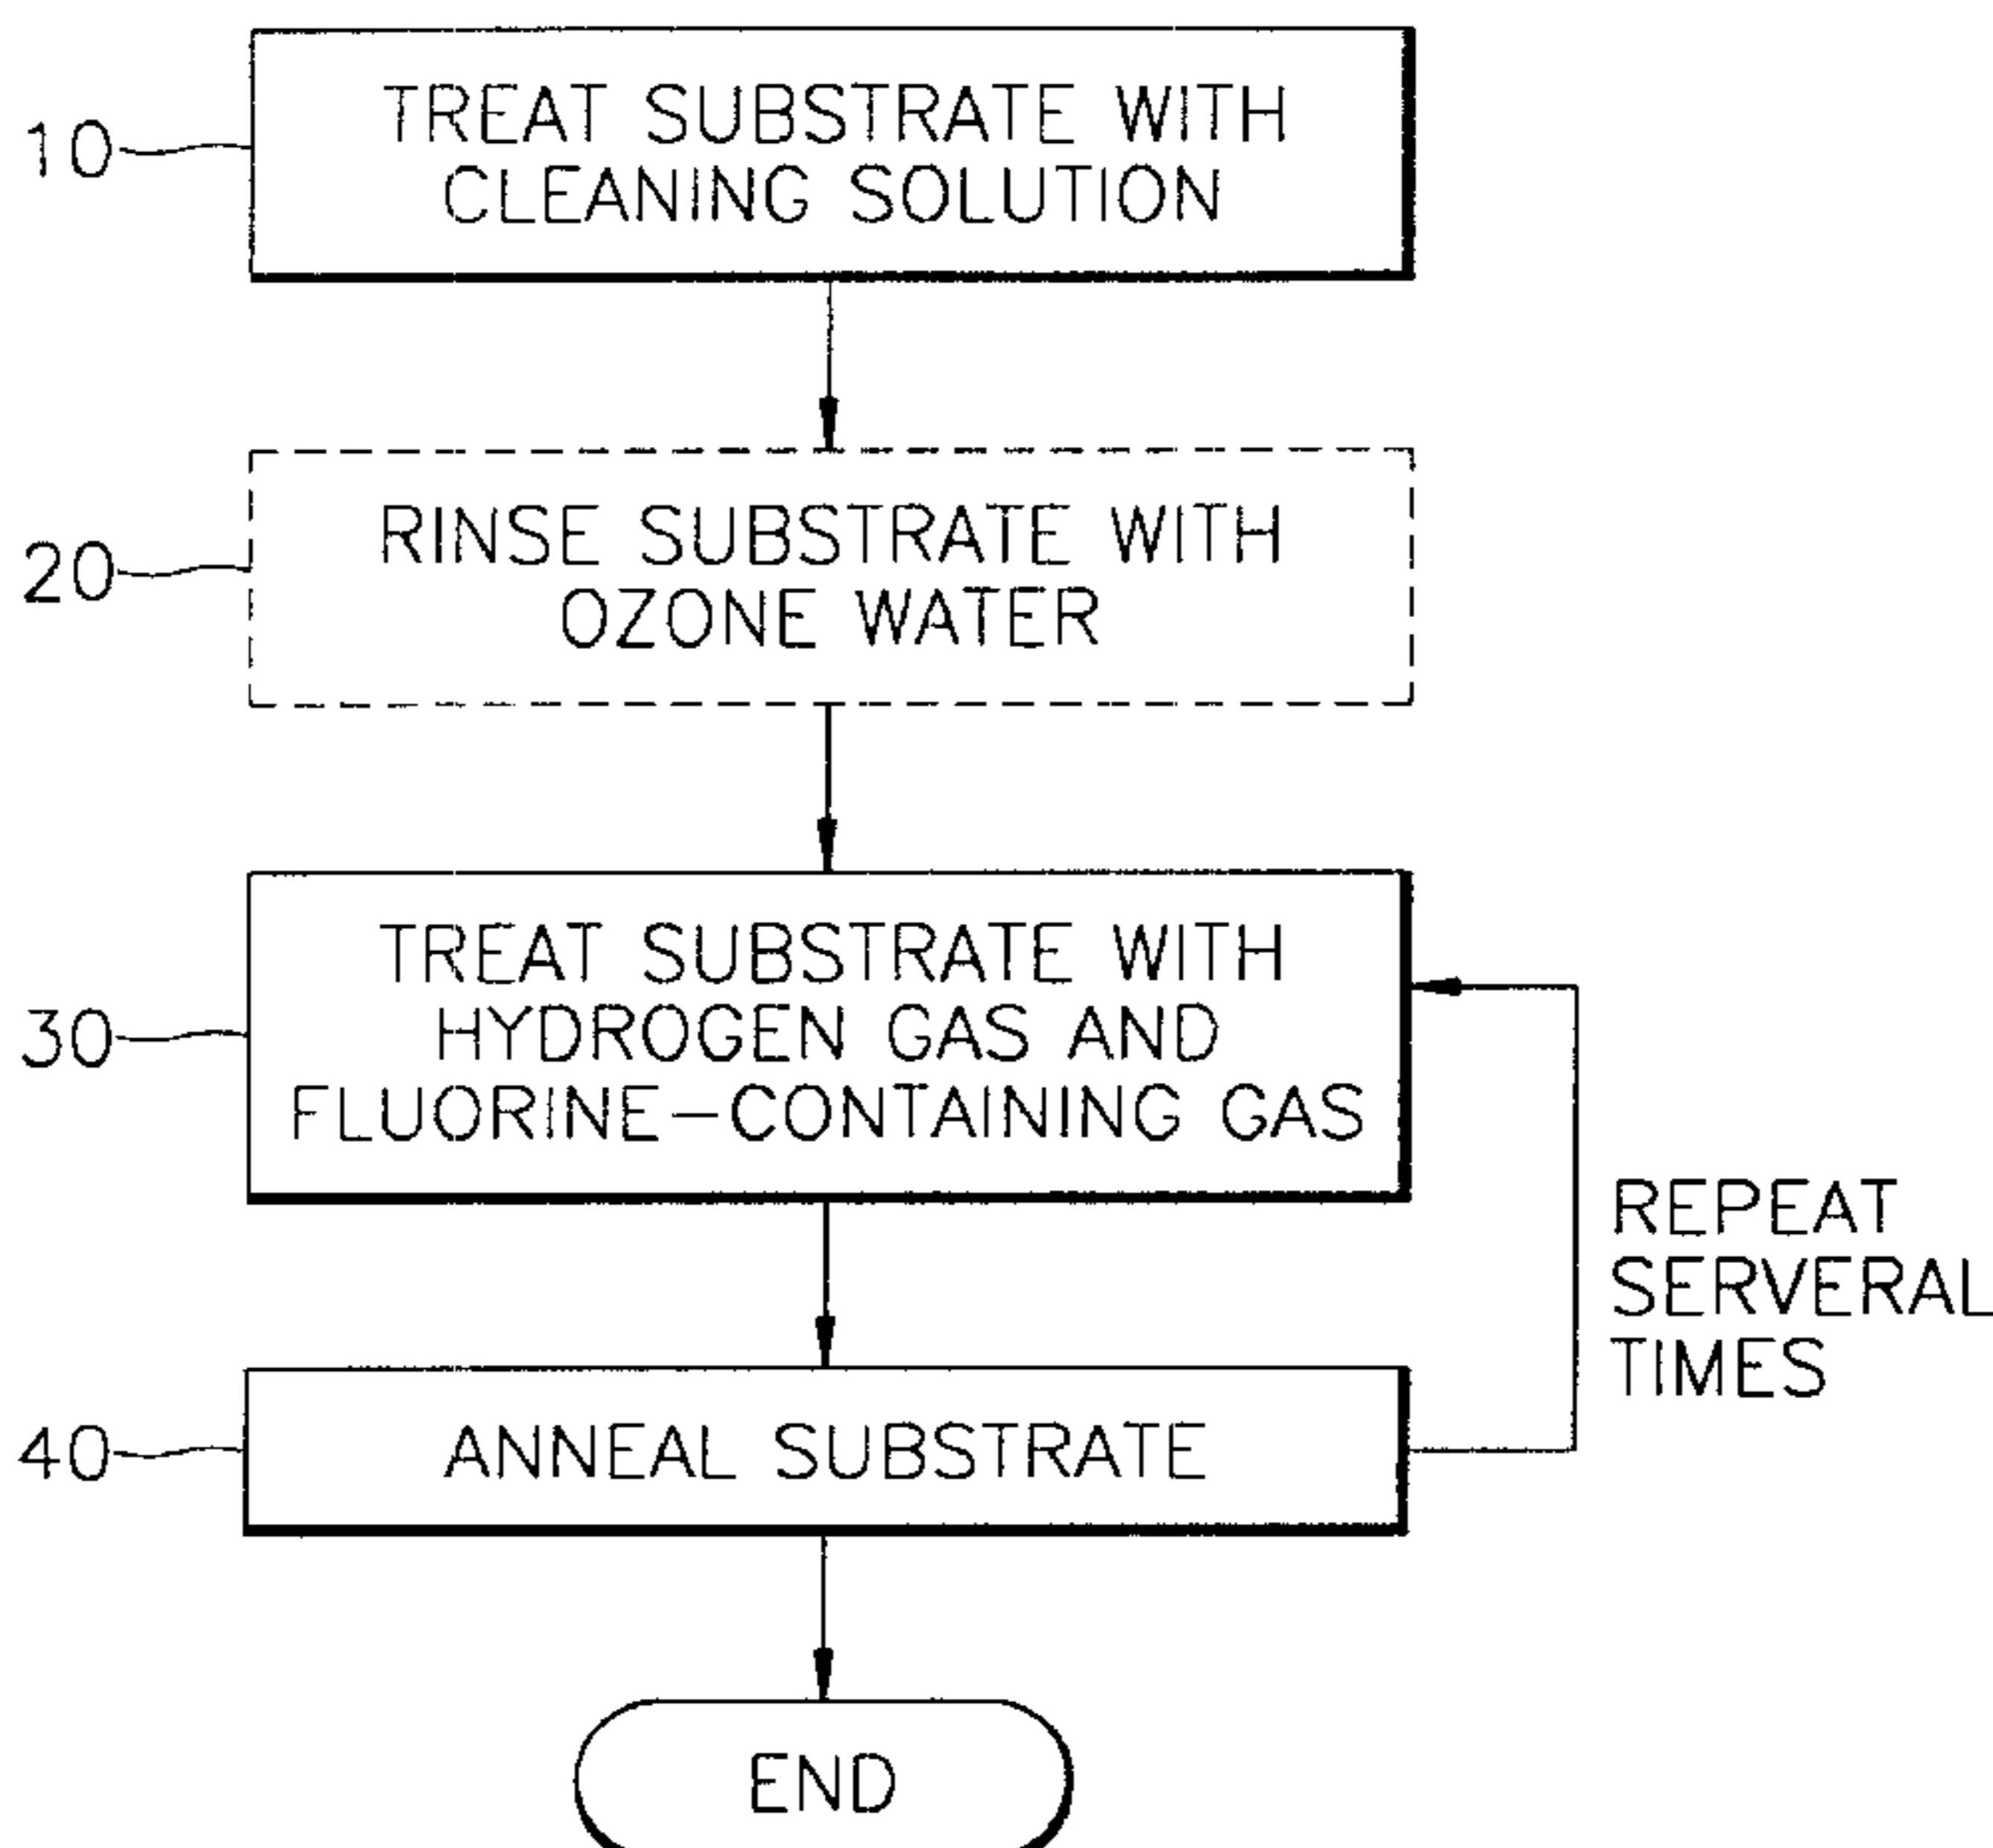 10
TREAT SUBSTRATE WITH
CLEANING SOLUTION
20
RINSE SUBSTRATE WITH
OZONE WATER
30
TREAT SUBSTRATE WITH
HYDROGEN GAS AND
FLUORINE-CONTAINING GAS
REPEAT
SERVERAL
TIMES
40
ANNEAL SUBSTRATE
END